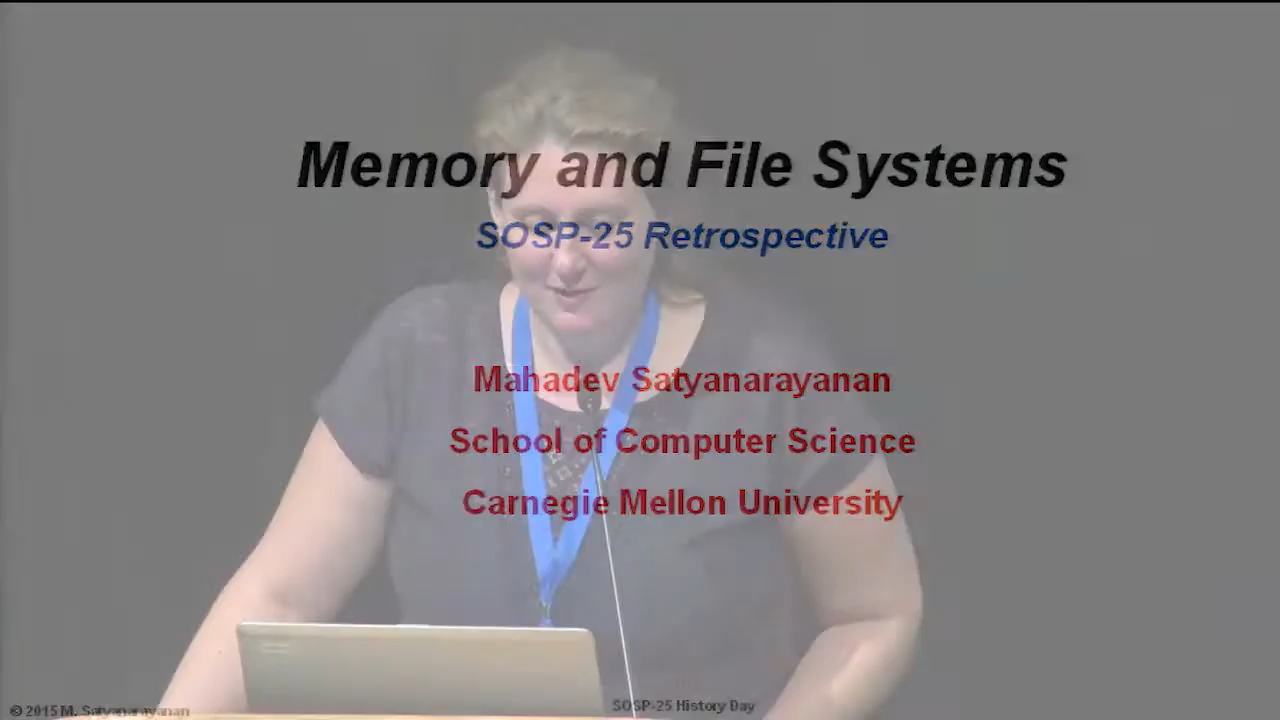 Memory and File Systems
SOSP-25 Retrospective
Mahadev Satyanarayanan
School of Computer Science
Carnegie Mellon University
© 2015 M. Satyanarayanan
SOSP-25 History Day